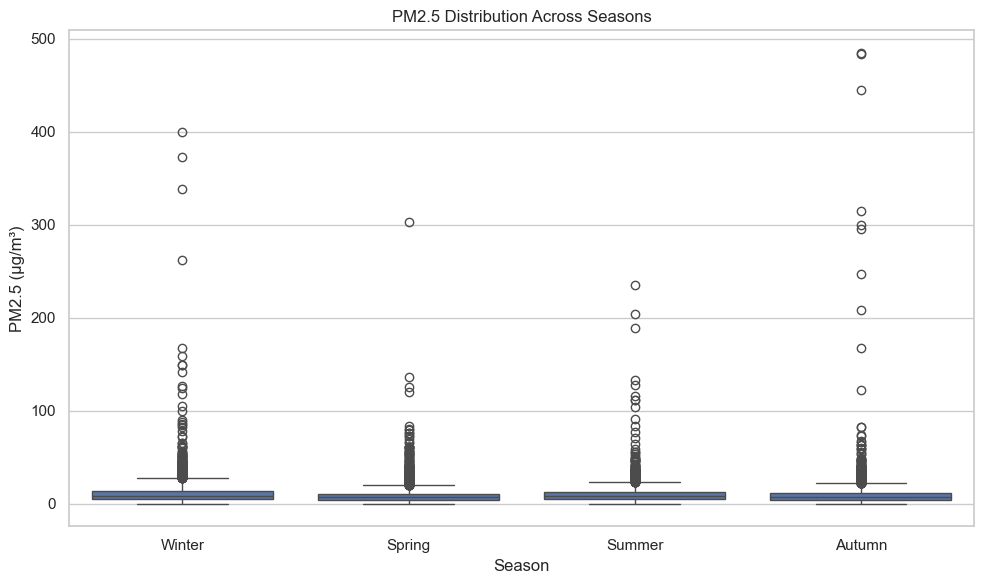 PM2.5 Distribution Across Seasons
500
400
300
200
100
0
PM2.5 (µg/m³)
Winter Spring Summer Autumn
Season